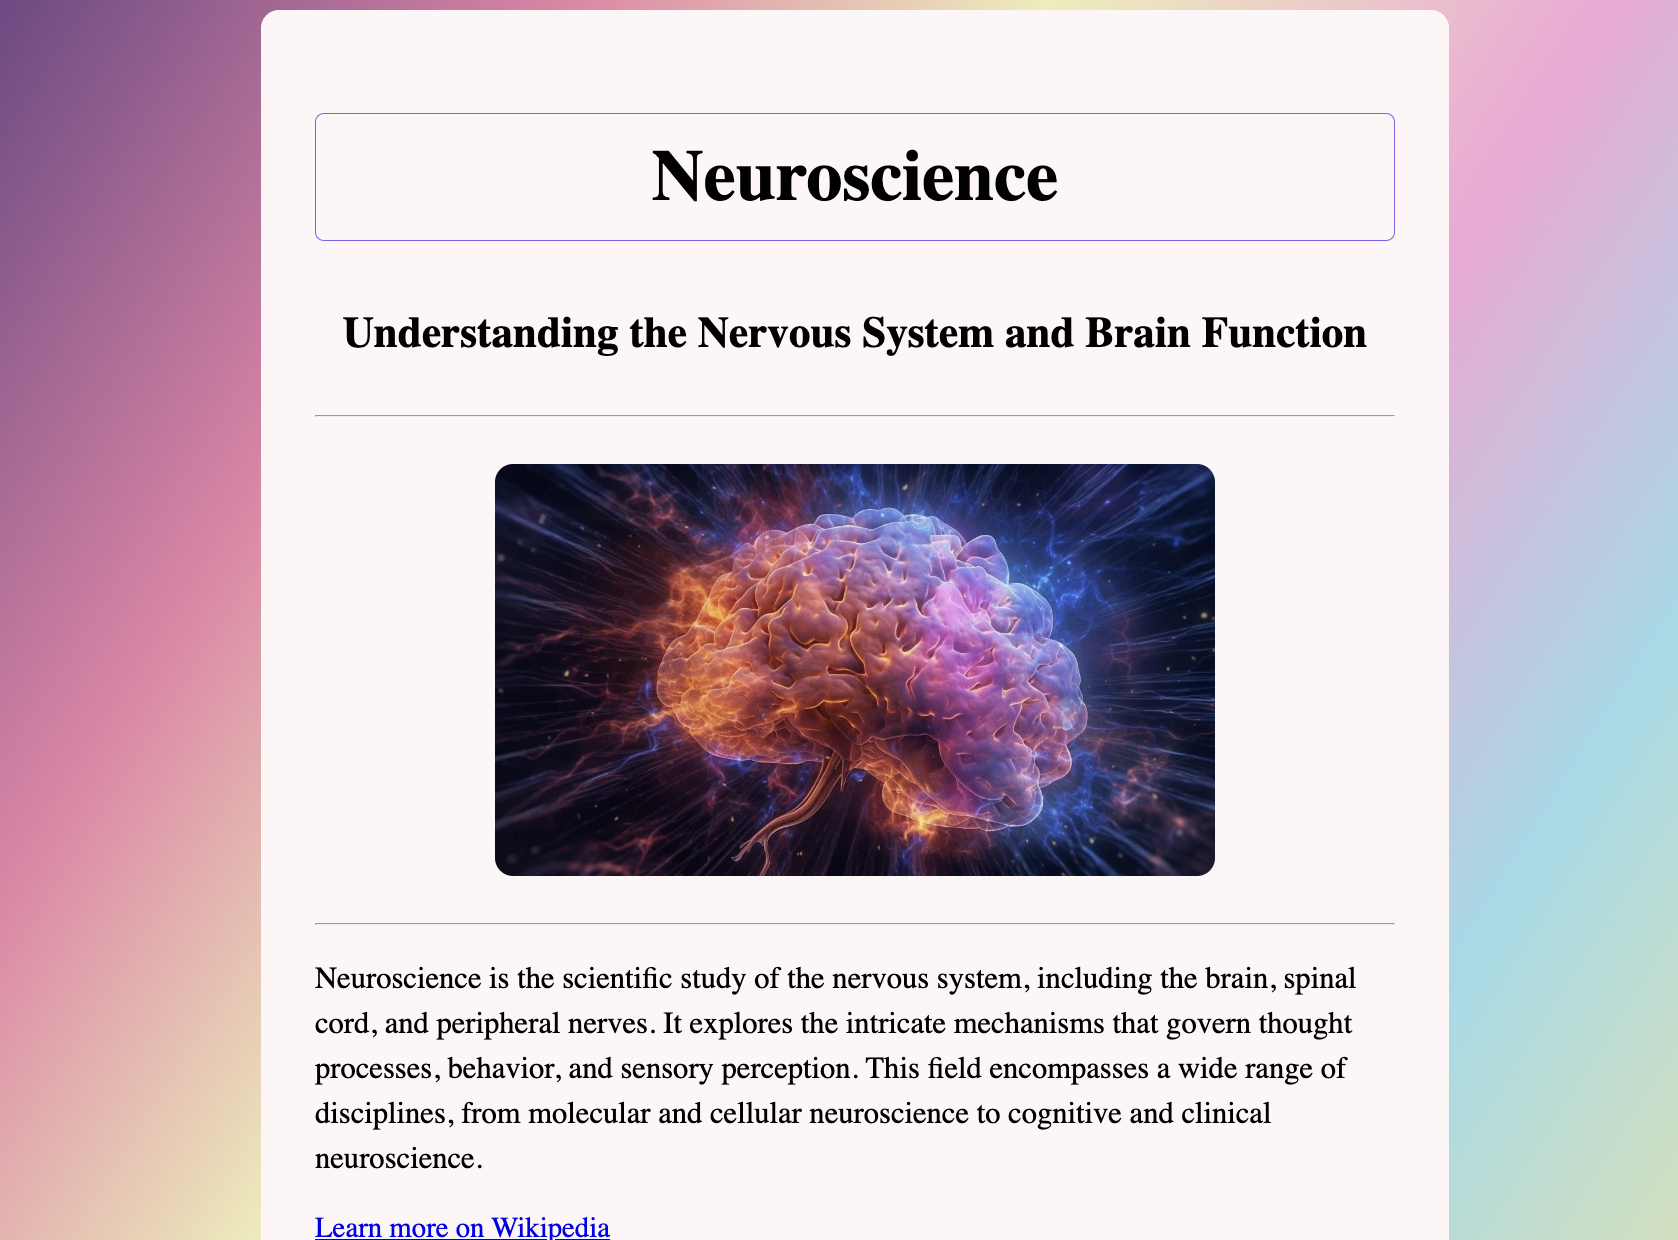 Neuroscience
Understanding the Nervous System and Brain Function
Neuroscience is the scientific study of the nervous system, including the brain, spinal
cord, and peripheral nerves. It explores the intricate mechanisms that govern thought
processes, behavior, and sensory perception. This field encompasses a wide range of
disciplines, from molecular and cellular neuroscience to cognitive and clinical
neuroscience.
Learn more on Wikipedia